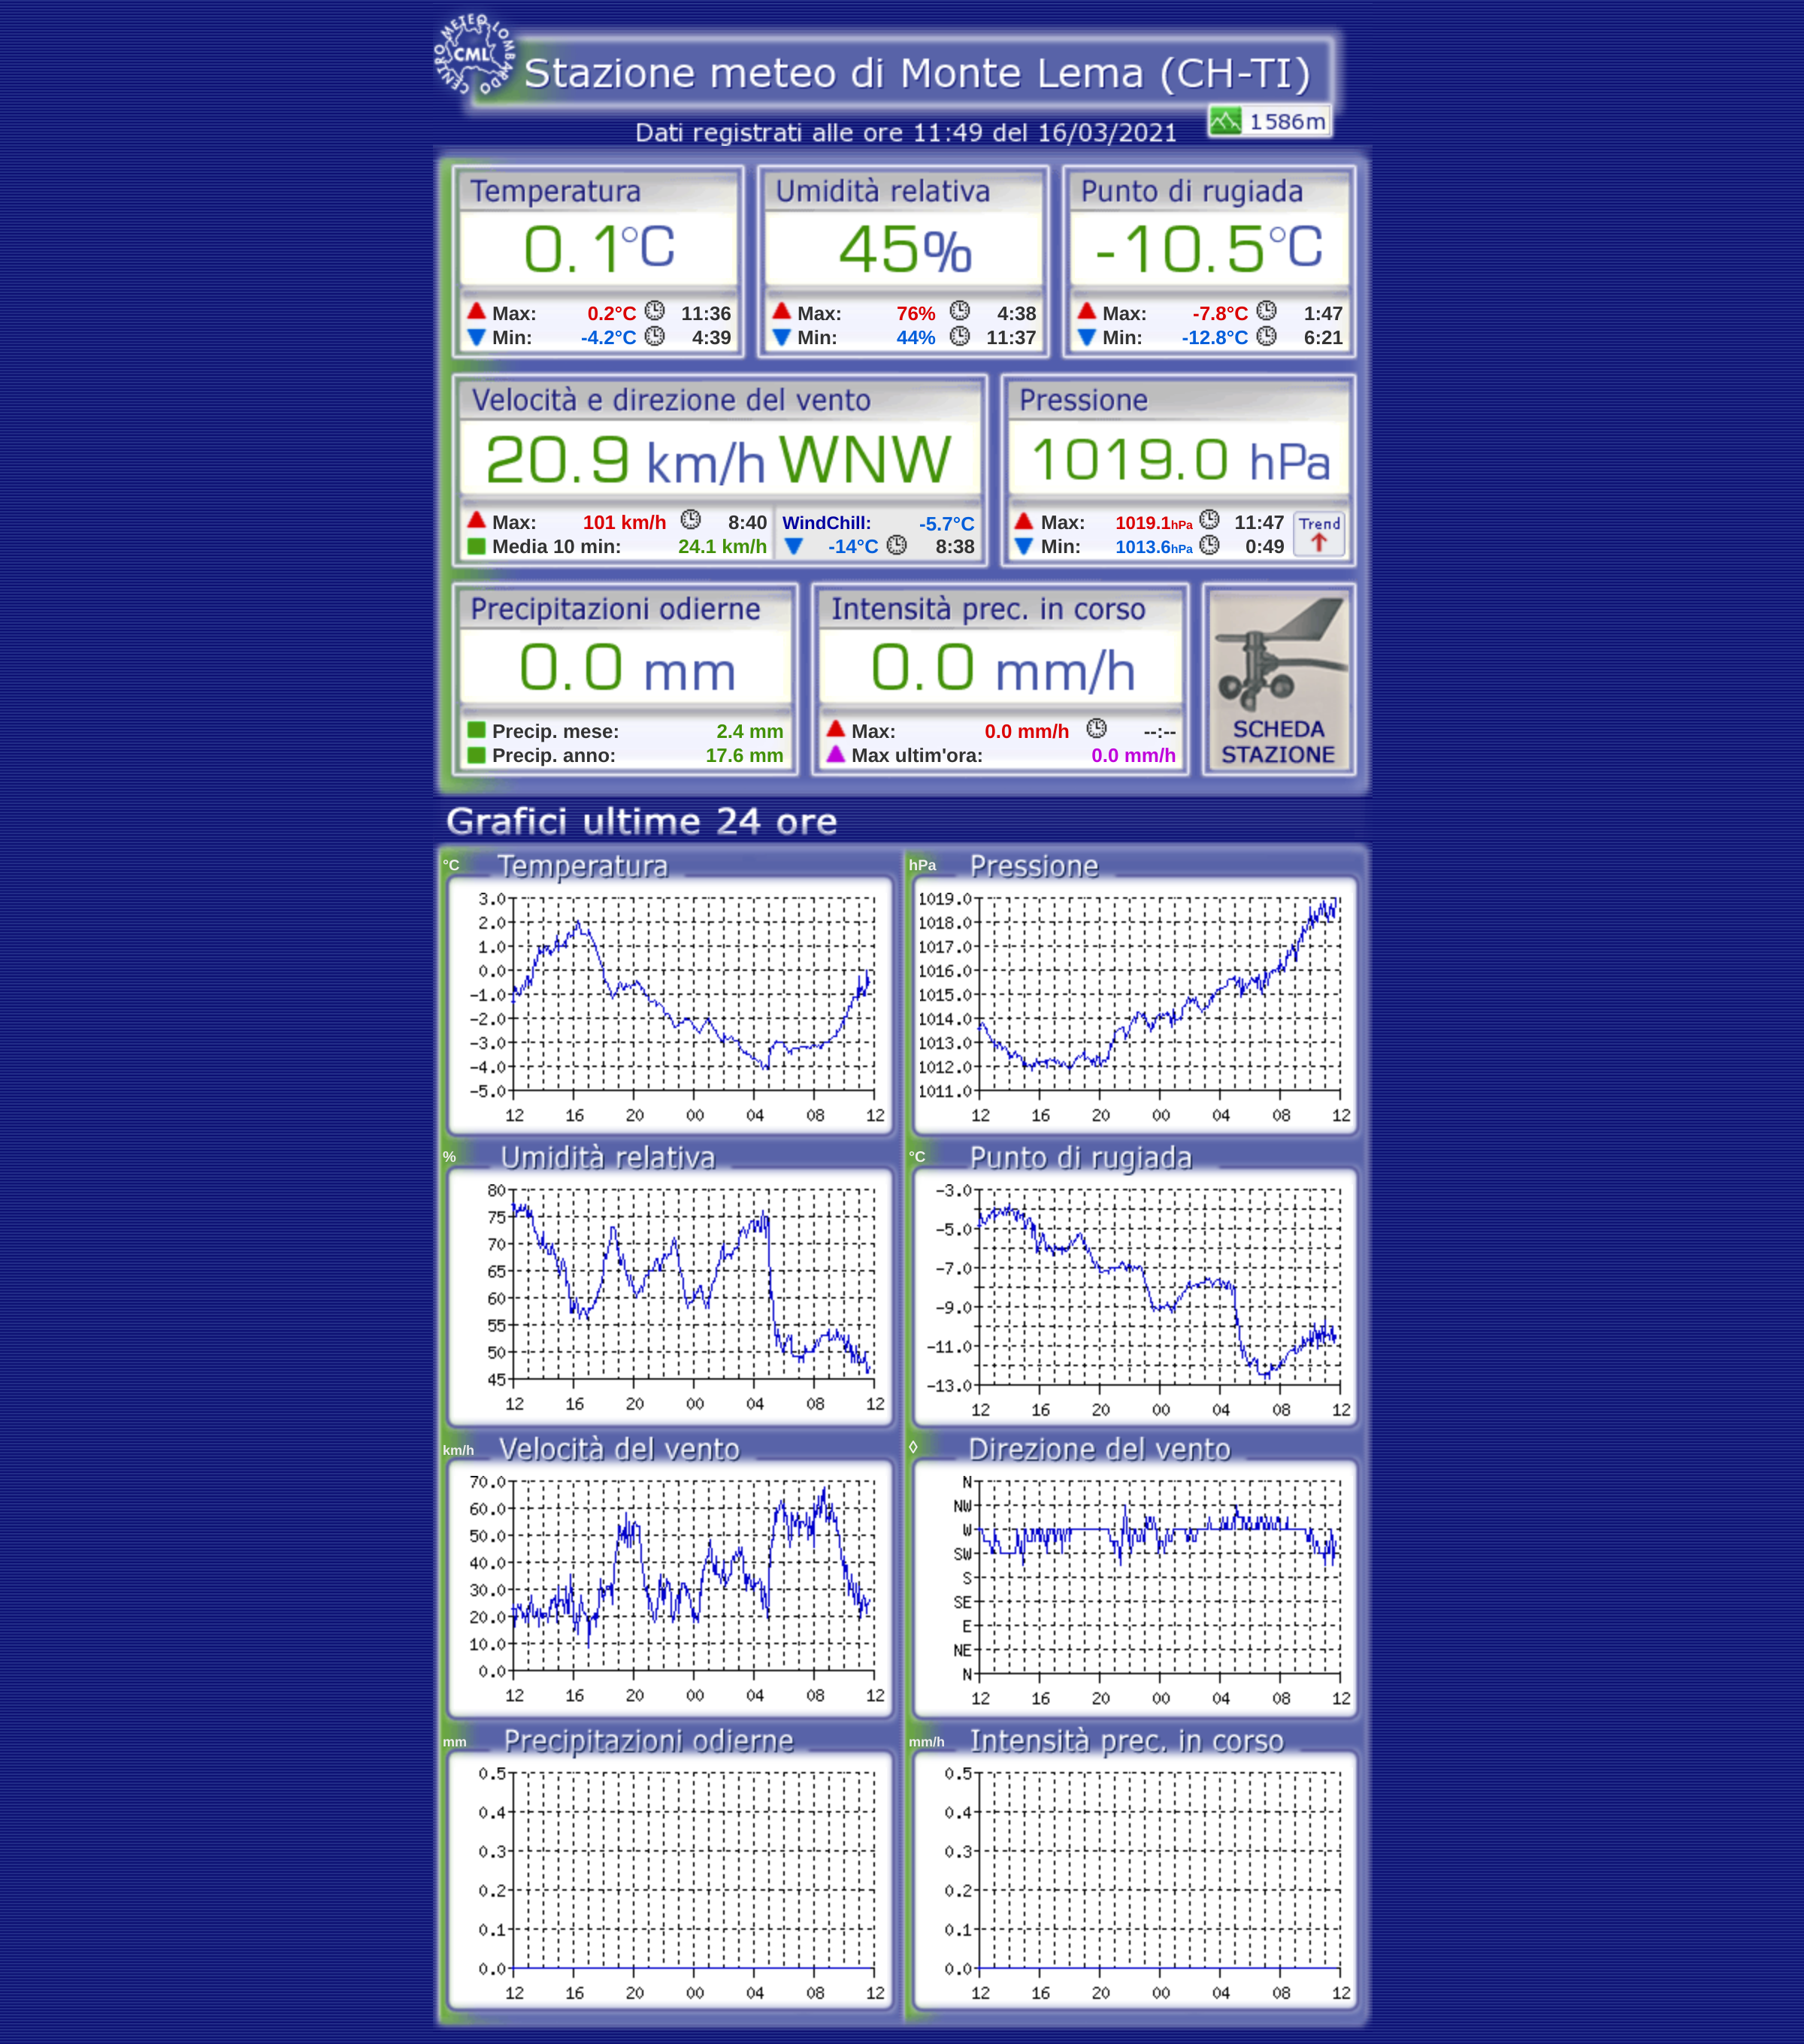 CENTRO METEO LOMBARDO
CML
Stazione meteo di Monte Lema (CH-TI)
1586m
Dati registrati alle ore 11:49 del 16/03/2021
Temperatura Umidità relativa Punto di rugiada
0.1°C 45% -10.5°C
Max: 0.2°C 11:36 Max: 76% 4:38 Max: -7.8°C 1:47
Min: -4.2°C 4:39 Min: 44% 11:37 Min: -12.8°C 6:21
Velocità e direzione del vento Pressione
20.9 km/h WNW 1019.0 hPa
Max: 101 km/h 8:40 WindChill: -5.7°C Max: 1019.1hPa 11:47 Trend
Media 10 min: 24.1 km/h -14°C 8:38 Min: 1013.6hPa 0:49
Precipitazioni odierne Intensità prec. in corso
0.0 mm 0.0 mm/h
Precip. mese: 2.4 mm Max: 0.0 mm/h --:-- SCHEDA
Precip. anno: 17.6 mm Max ultim'ora: 0.0 mm/h STAZIONE
Grafici ultime 24 ore
°C Temperatura
3.0
2.0
1.0
0.0
-1.0
-2.0
-3.0
-4.0
-5.0
12 16 20 00 04 08 12
hPa Pressione
1019.0
1018.0
1017.0
1016.0
1015.0
1014.0
1013.0
1012.0
1011.0
12 16 20 00 04 08 12
% Umidità relativa
80
75
70
65
60
55
50
45
12 16 20 00 04 08 12
°C Punto di rugiada
-3.0
-5.0
-7.0
-9.0
-11.0
-13.0
12 16 20 00 04 08 12
km/h Velocità del vento
70.0
60.0
50.0
40.0
30.0
20.0
10.0
0.0
12 16 20 00 04 08 12
◊ Direzione del vento
N
NW
W
SW
S
SE
E
NE
N
12 16 20 00 04 08 12
mm Precipitazioni odierne
0.5
0.4
0.3
0.2
0.1
0.0
12 16 20 00 04 08 12
mm/h Intensità prec. in corso
0.5
0.4
0.3
0.2
0.1
0.0
12 16 20 00 04 08 12